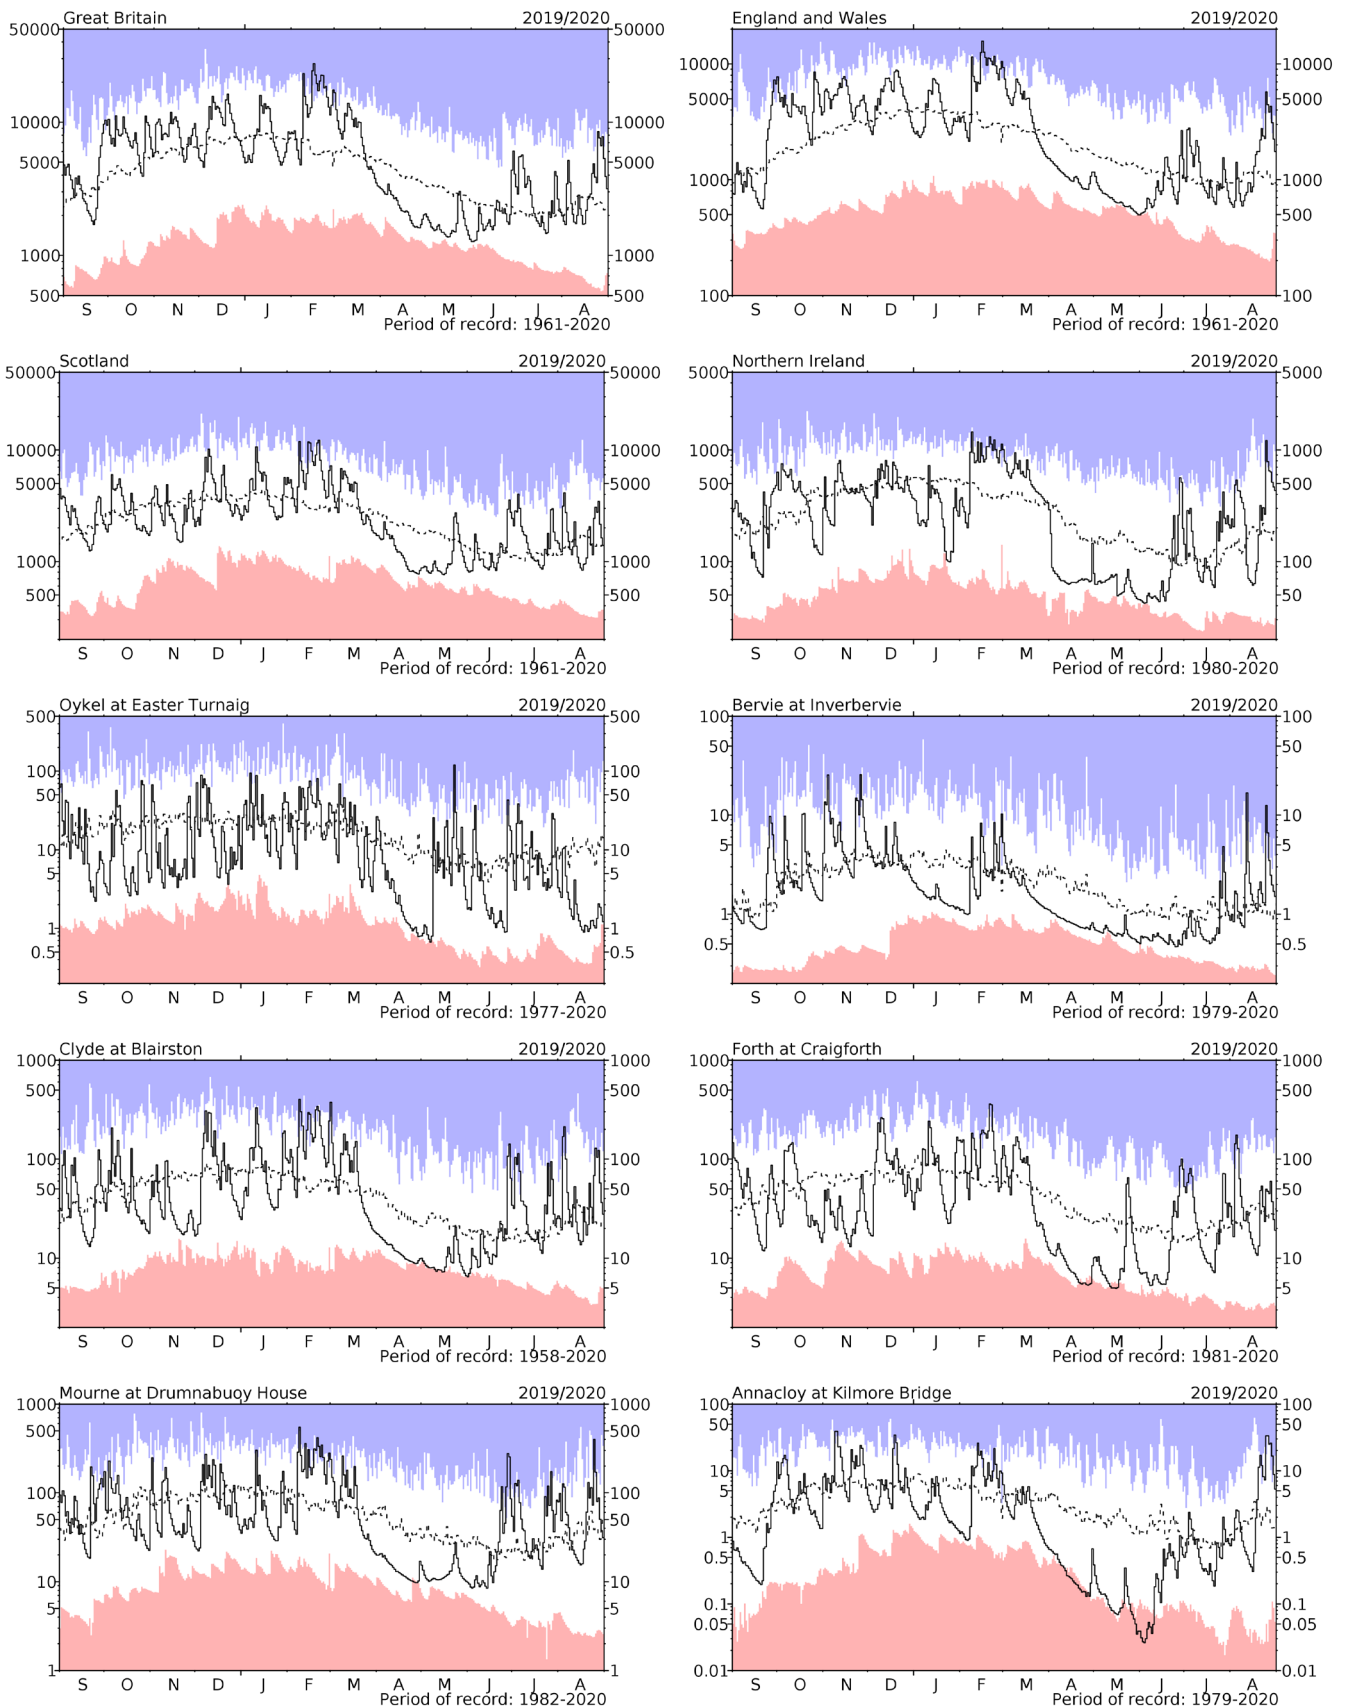 Great Britain 2019/2020
50000 50000
10000 10000
5000 5000
1000 1000
500 500
S O N D J F M A M J J A
Period of record: 1961-2020
England and Wales 2019/2020
10000 10000
5000 5000
1000 1000
500 500
100 100
S O N D J F M A M J J A
Period of record: 1961-2020
Scotland 2019/2020
50000 50000
10000 10000
5000 5000
1000 1000
500 500
S O N D J F M A M J J A
Period of record: 1961-2020
Northern Ireland 2019/2020
5000 5000
1000 1000
500 500
100 100
50 50
S O N D J F M A M J J A
Period of record: 1980-2020
Oykel at Easter Turnaig 2019/2020
500 500
100 100
50 50
10 10
5 5
1 1
0.5 0.5
S O N D J F M A M J J A
Period of record: 1977-2020
Bervie at Inverbervie 2019/2020
100 100
50 50
10 10
5 5
1 1
0.5 0.5
S O N D J F M A M J J A
Period of record: 1979-2020
Clyde at Blairston 2019/2020
1000 1000
500 500
100 100
50 50
10 10
5 5
S O N D J F M A M J J A
Period of record: 1958-2020
Forth at Craigforth 2019/2020
1000 1000
500 500
100 100
50 50
10 10
5 5
S O N D J F M A M J J A
Period of record: 1981-2020
Mourne at Drumnabuoy House 2019/2020
1000 1000
500 500
100 100
50 50
10 10
5 5
1 1
S O N D J F M A M J J A
Period of record: 1982-2020
Annacloy at Kilmore Bridge 2019/2020
100 100
50 50
10 10
5 5
1 1
0.5 0.5
0.1 0.1
0.05 0.05
0.01 0.01
S O N D J F M A M J J A
Period of record: 1979-2020